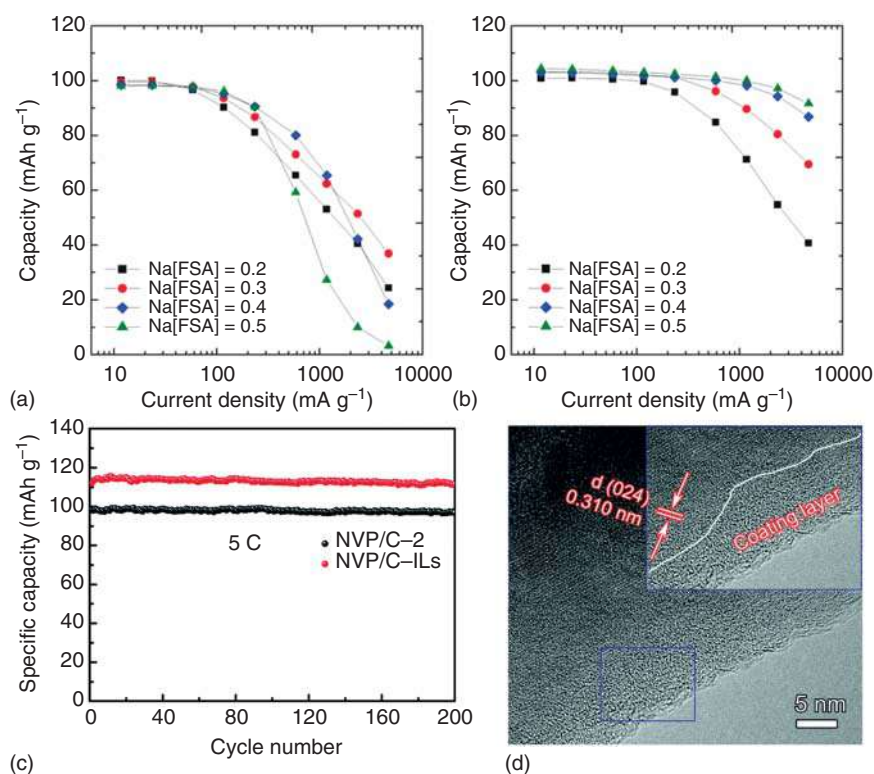 120
100
80
60
40
20
0
Capacity (mAh g⁻¹)
Na[FSA] = 0.2
Na[FSA] = 0.3
Na[FSA] = 0.4
Na[FSA] = 0.5
10 100 1000 10000
Current density (mA g⁻¹)
(a)
120
100
80
60
40
20
0
Capacity (mAh g⁻¹)
Na[FSA] = 0.2
Na[FSA] = 0.3
Na[FSA] = 0.4
Na[FSA] = 0.5
10 100 1000 10000
Current density (mA g⁻¹)
(b)
140
120
100
80
60
40
20
0
Specific capacity (mAh g⁻¹)
5 C
NVP/C–2
NVP/C–ILs
0 40 80 120 160 200
Cycle number
(c)
d (024)
0.310 nm
Coating layer
5 nm
(d)